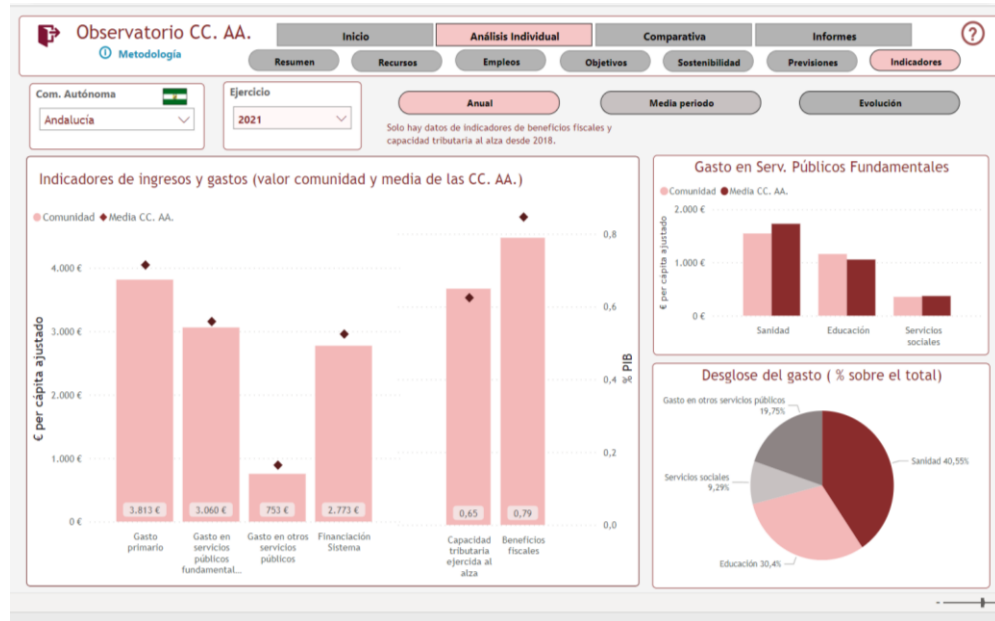 Observatorio CC. AA.
Metodología
Inicio
Análisis Individual
Comparativa
Informes
?
Resumen
Recursos
Empleos
Objetivos
Sostenibilidad
Previsiones
Indicadores
Com. Autónoma
Andalucía
Ejercicio
2021
Anual
Media periodo
Evolución
Solo hay datos de indicadores de beneficios fiscales y
capacidad tributaria al alza desde 2018.
Indicadores de ingresos y gastos (valor comunidad y media de las CC. AA.)
Comunidad Media CC. AA.
€ per cápita ajustado
4.000 €
3.000 €
2.000 €
1.000 €
0 €
3.813 €
3.060 €
753 €
2.773 €
0,65
0,79
Gasto
primario
Gasto en
servicios
públicos
fundamental...
Gasto en otros
servicios
públicos
Financiación
Sistema
Capacidad
tributaria
ejercida al
alza
Beneficios
fiscales
0,8
0,6
0,4
0,2
0,0
% PIB
Gasto en Serv. Públicos Fundamentales
Comunidad Media CC. AA.
€ per cápita ajustado
2.000 €
1.000 €
0 €
Sanidad
Educación
Servicios
sociales
Desglose del gasto ( % sobre el total)
Gasto en otros servicios públicos
19,75%
Servicios sociales
9,29%
Sanidad 40,55%
Educación 30,4%
-